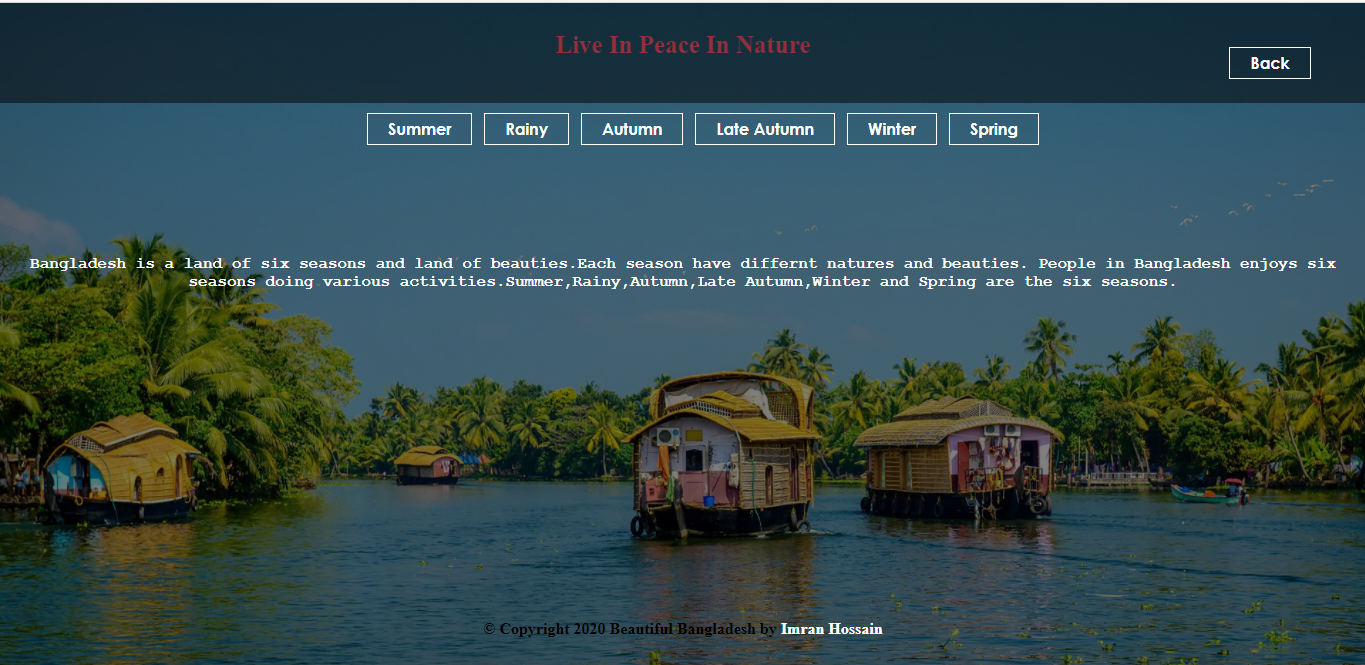 Live In Peace In Nature
Back
Summer
Rainy
Autumn
Late Autumn
Winter
Spring
Bangladesh is a land of six seasons and land of beauties.Each season have differnt natures and beauties. People in Bangladesh enjoys six
seasons doing various activities.Summer,Rainy,Autumn,Late Autumn,Winter and Spring are the six seasons.
© Copyright 2020 Beautiful Bangladesh by Imran Hossain